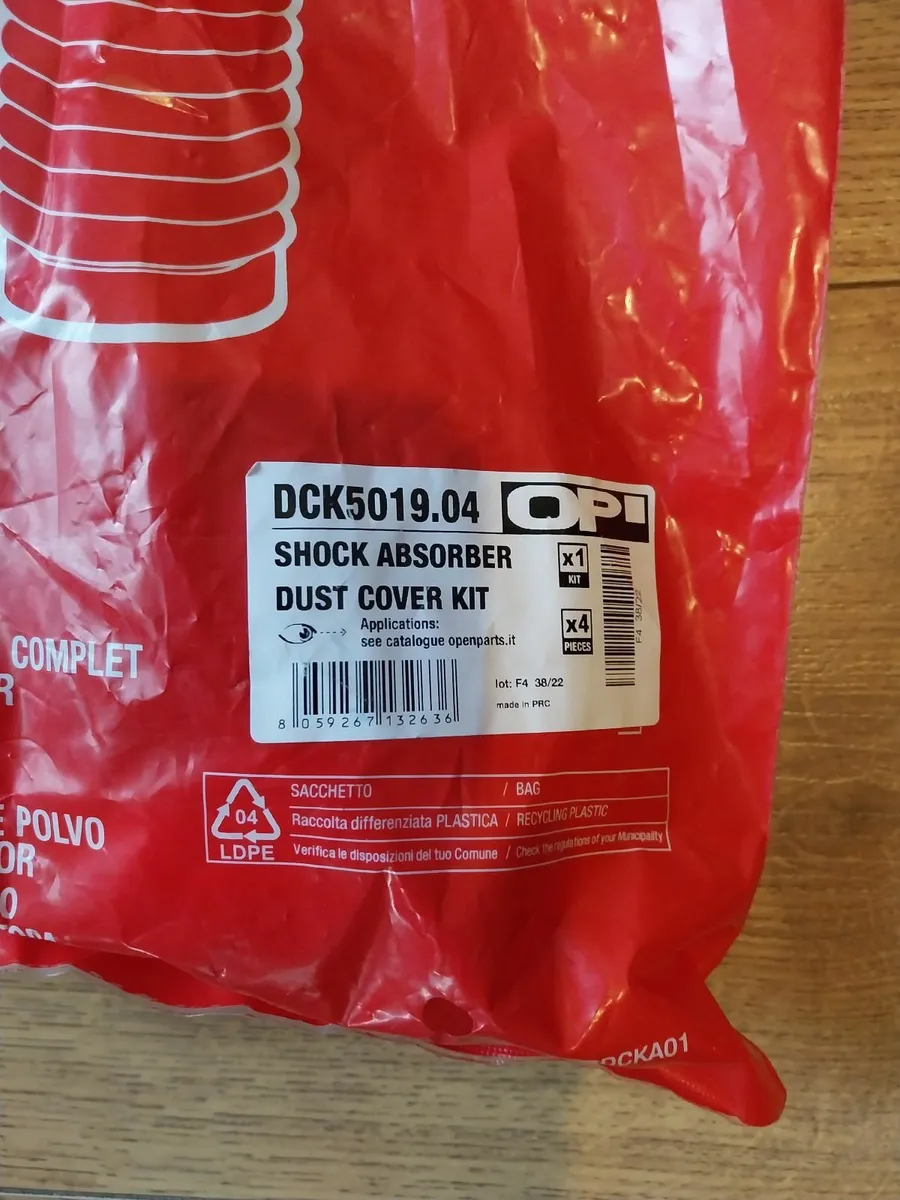 DCK5019.04 OPI
SHOCK ABSORBER
DUST COVER KIT
x1
KIT
x4
PIECES
Applications:
see catalogue openparts.it
F4 38/22
lot: F4 38/22
made in PRC
8 059267 132636
COMPLET
R
E POLVO
OR
O
SACCHETTO / BAG
Raccolta differenziata PLASTICA / RECYCLING PLASTIC
Verifica le disposizioni del tuo Comune / Check the regulations of your Municipality
04
LDPE
DCKA01